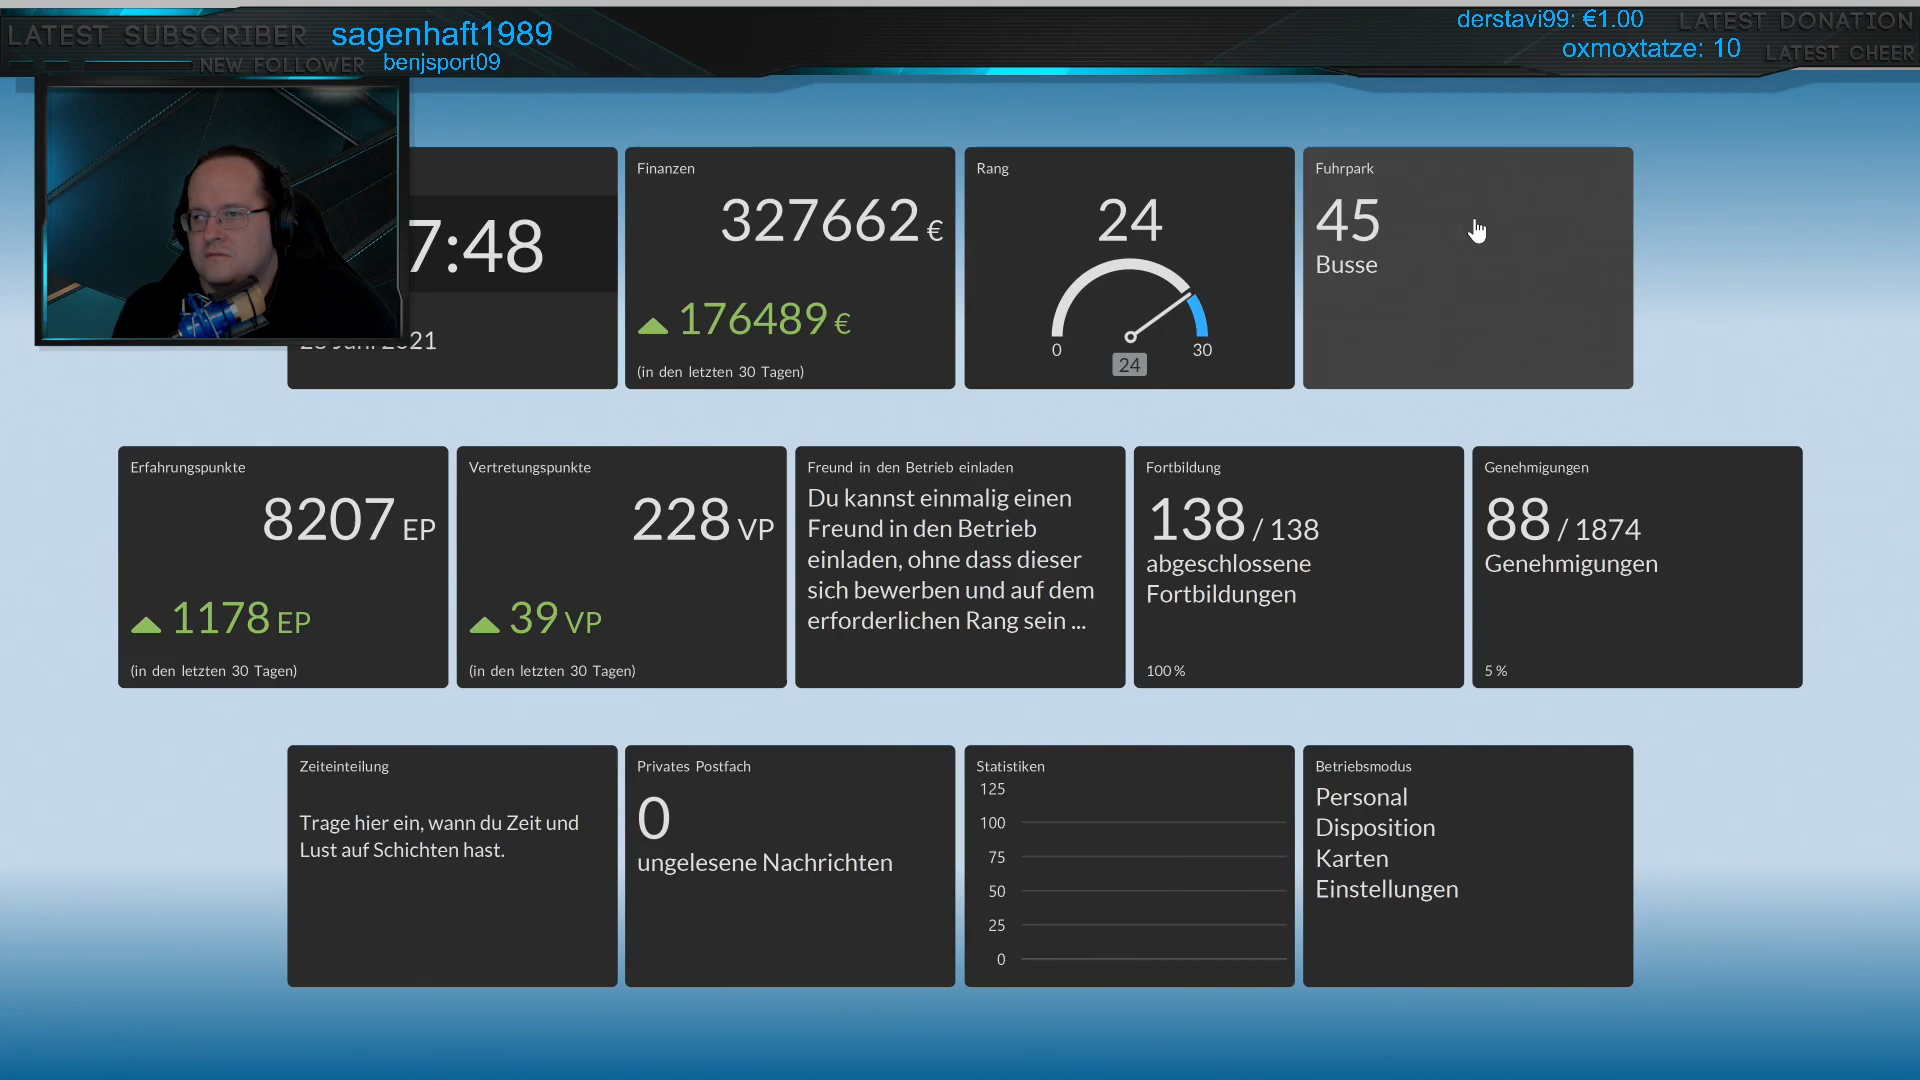 LATEST SUBSCRIBER sagenhaft1989
NEW FOLLOWER benjsport09
derstavi99: €1.00 LATEST DONATION
oxmoxtatze: 10 LATEST CHEER
7:48
2021
Finanzen
327662 €
176489 €
(in den letzten 30 Tagen)
Rang
24
0 30
24
Fuhrpark
45
Busse
Erfahrungspunkte
8207 EP
1178 EP
(in den letzten 30 Tagen)
Vertretungspunkte
228 VP
39 VP
(in den letzten 30 Tagen)
Freund in den Betrieb einladen
Du kannst einmalig einen
Freund in den Betrieb
einladen, ohne dass dieser
sich bewerben und auf dem
erforderlichen Rang sein ...
Fortbildung
138 / 138
abgeschlossene
Fortbildungen
100 %
Genehmigungen
88 / 1874
Genehmigungen
5 %
Zeiteinteilung
Trage hier ein, wann du Zeit und
Lust auf Schichten hast.
Privates Postfach
0
ungelesene Nachrichten
Statistiken
125
100
75
50
25
0
Betriebsmodus
Personal
Disposition
Karten
Einstellungen